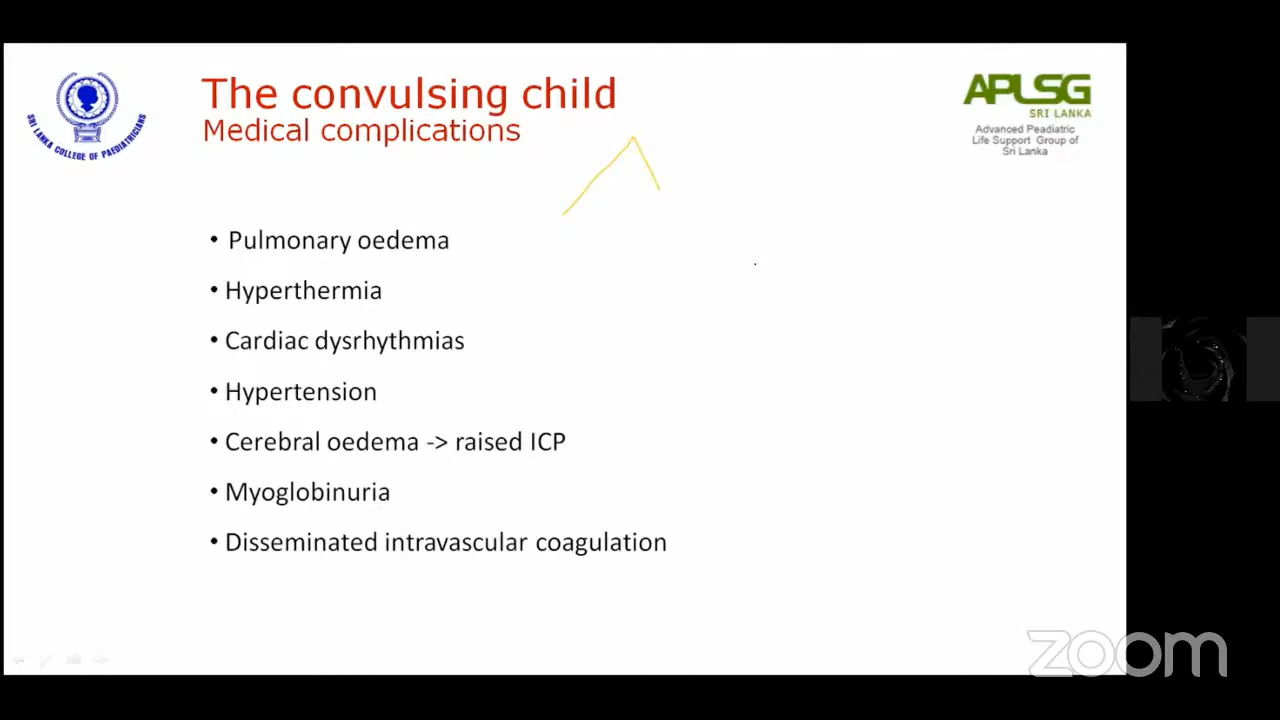 The convulsing child
Medical complications
SRI LANKA COLLEGE OF PAEDIATRICIANS
APLSG
SRI LANKA
Advanced Peadiatric
Life Support Group of
Sri Lanka
• Pulmonary oedema
• Hyperthermia
• Cardiac dysrhythmias
• Hypertension
• Cerebral oedema -> raised ICP
• Myoglobinuria
• Disseminated intravascular coagulation
zoom